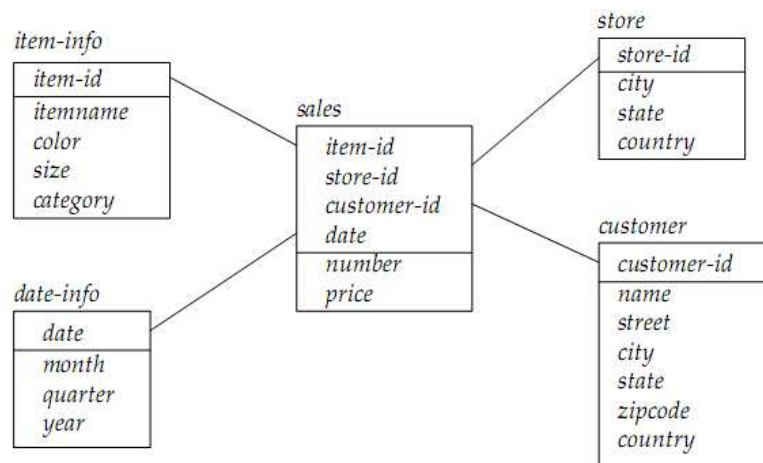 item-info
item-id
itemname
color
size
category
date-info
date
month
quarter
year
sales
item-id
store-id
customer-id
date
number
price
store
store-id
city
state
country
customer
customer-id
name
street
city
state
zipcode
country